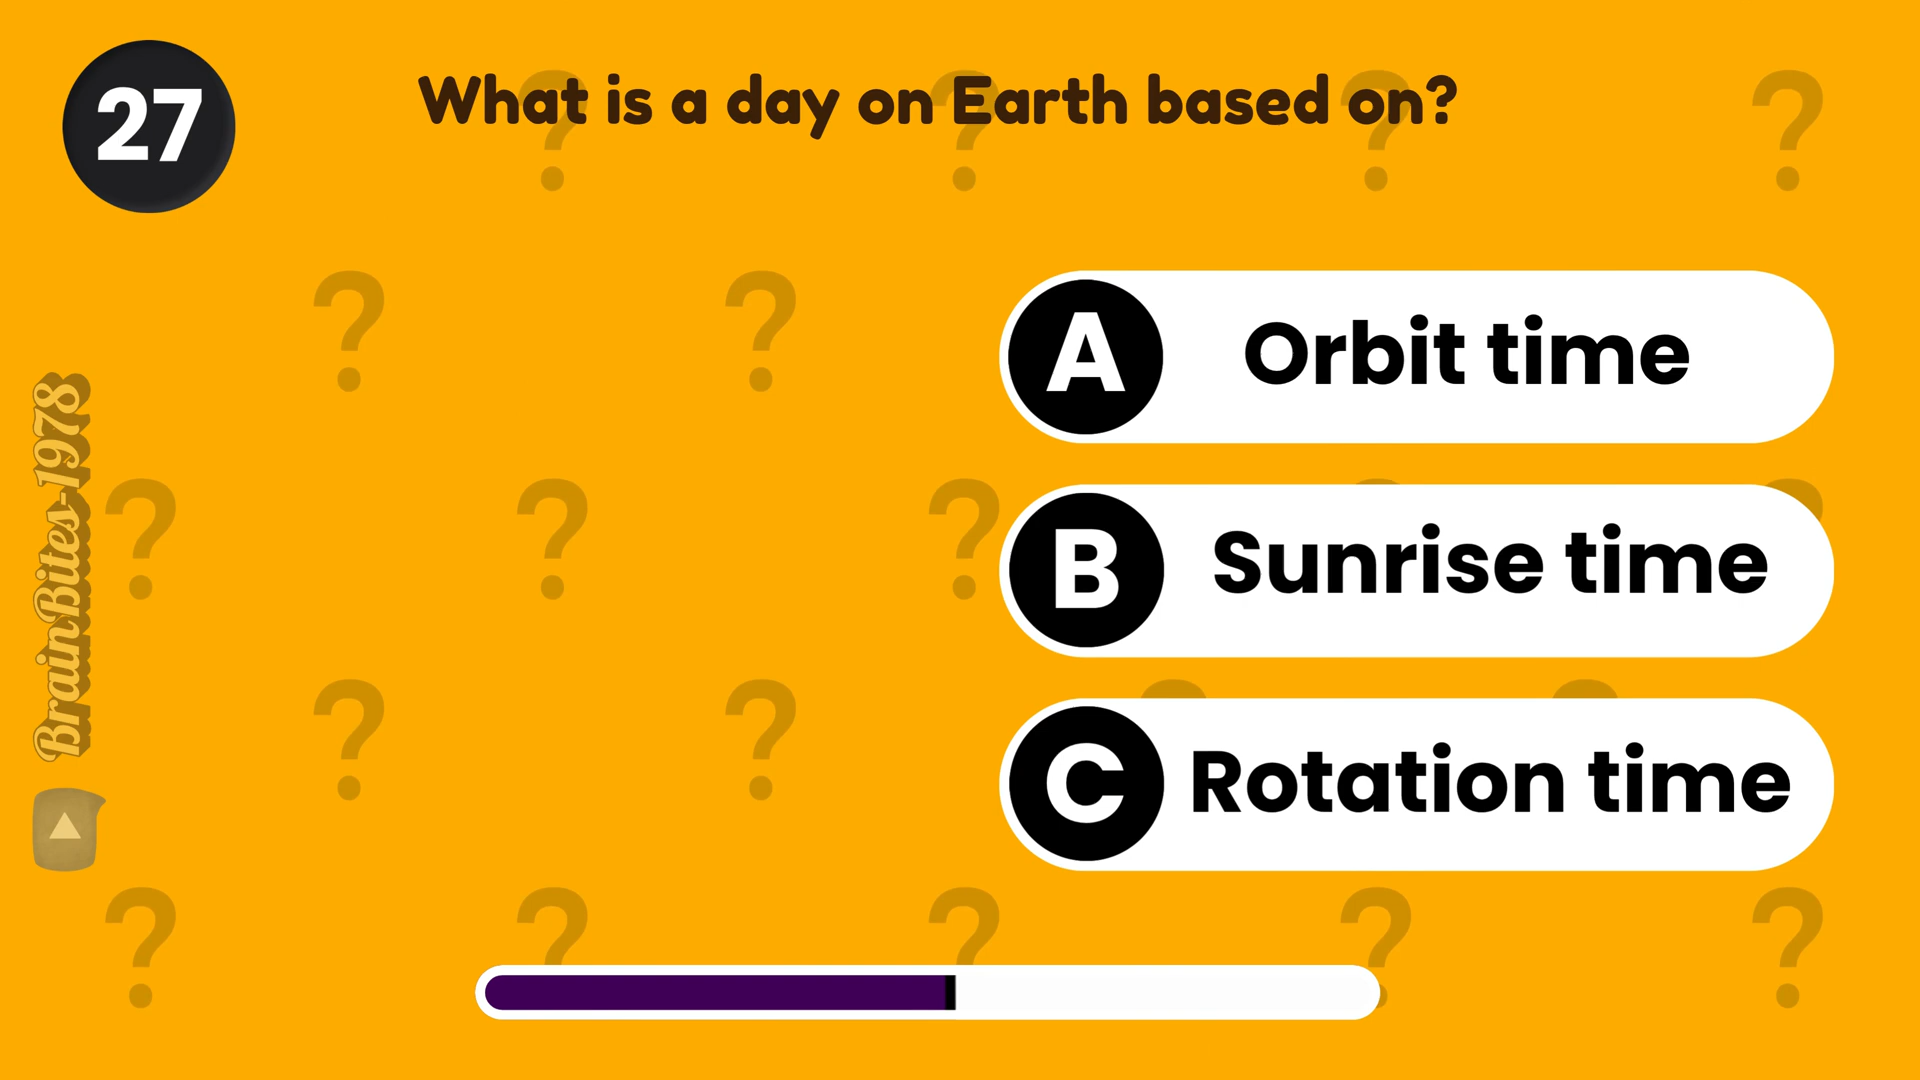 27
What is a day on Earth based on?
A Orbit time
B Sunrise time
C Rotation time
BrainBites-1978